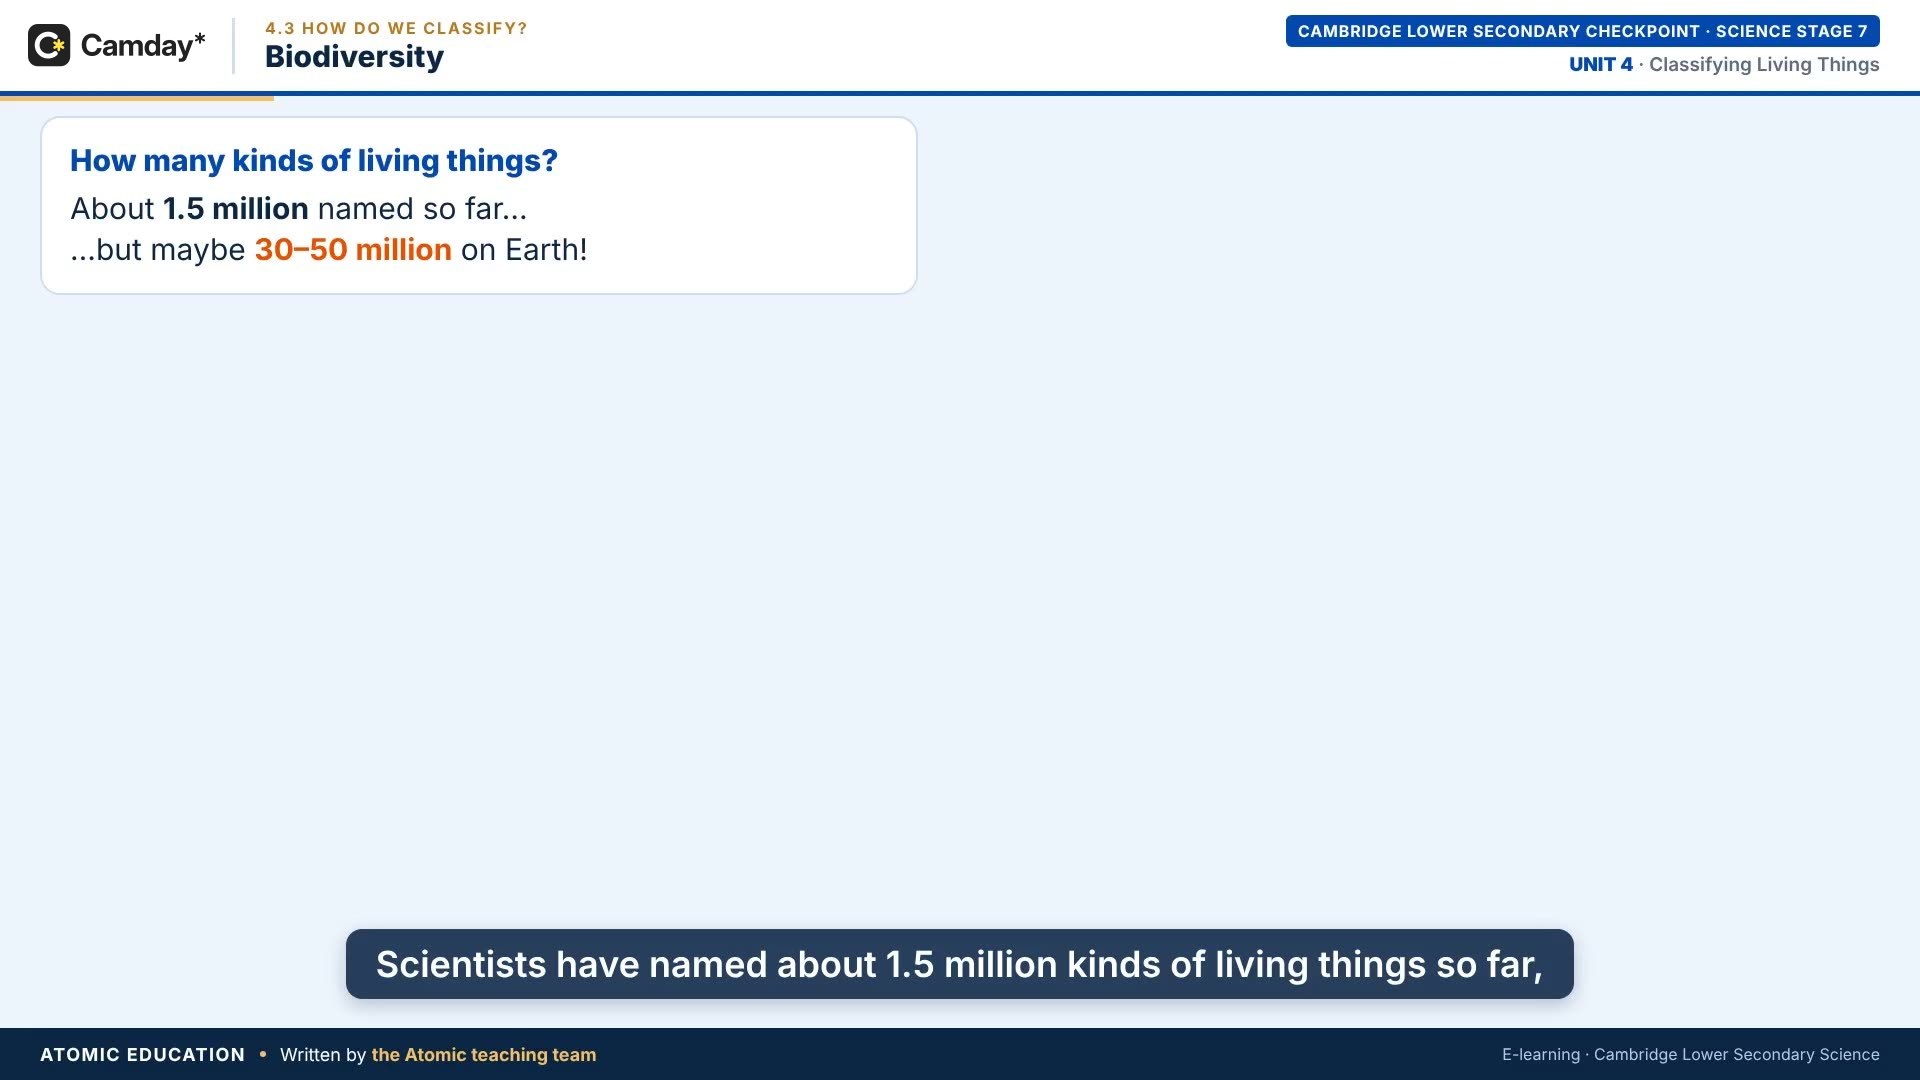 Camday*
4.3 HOW DO WE CLASSIFY?
Biodiversity
CAMBRIDGE LOWER SECONDARY CHECKPOINT · SCIENCE STAGE 7
UNIT 4 · Classifying Living Things
How many kinds of living things?
About 1.5 million named so far...
...but maybe 30–50 million on Earth!
Scientists have named about 1.5 million kinds of living things so far,
ATOMIC EDUCATION • Written by the Atomic teaching team
E-learning · Cambridge Lower Secondary Science